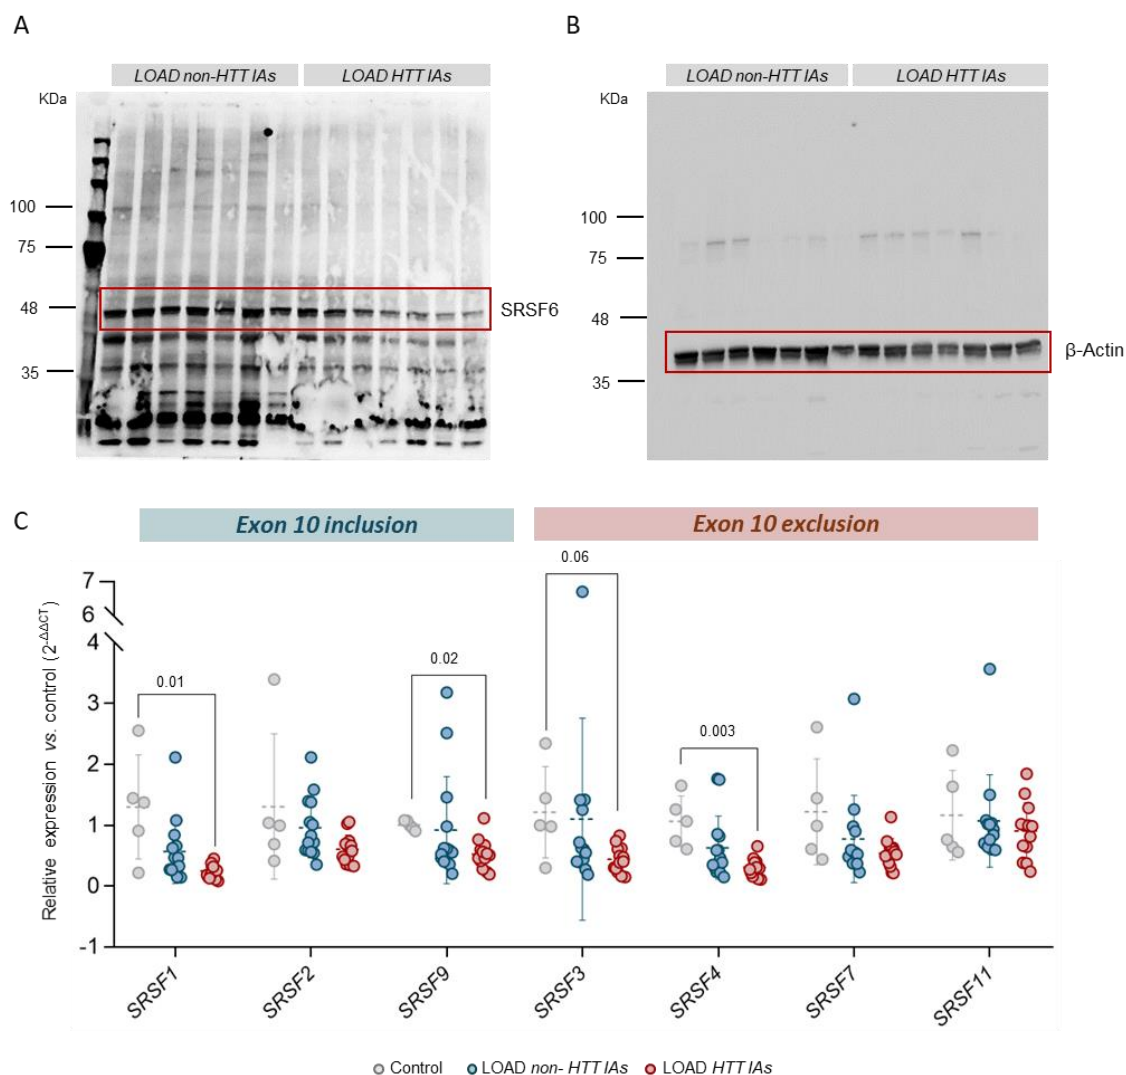 A
B
LOAD non-HTT IAs
LOAD HTT IAs
LOAD non-HTT IAs
LOAD HTT IAs
KDa
KDa
100
75
48
35
SRSF6
100
75
48
35
β-Actin
C
Exon 10 inclusion
Exon 10 exclusion
Relative expression vs. control (2-ΔΔCT)
7
6
4
3
2
1
0
-1
0.01
0.02
0.06
0.003
SRSF1
SRSF2
SRSF9
SRSF3
SRSF4
SRSF7
SRSF11
Control
LOAD non- HTT IAs
LOAD HTT IAs